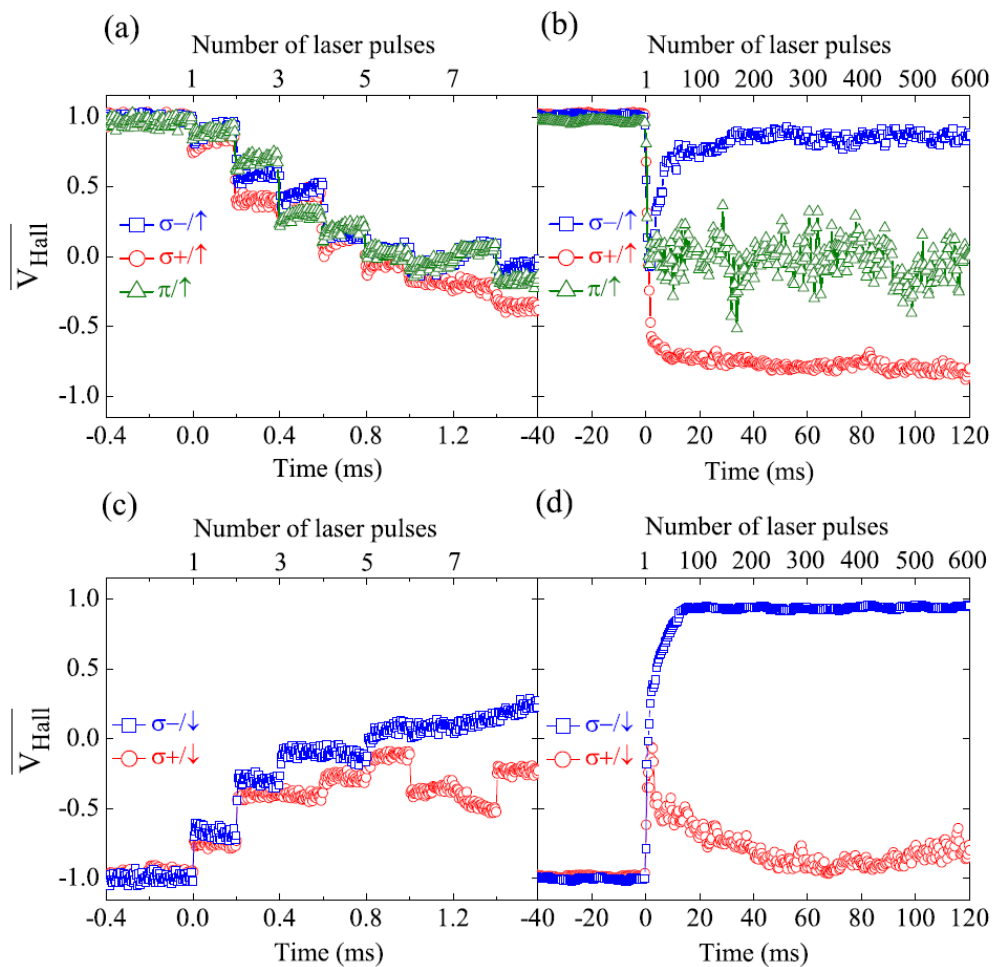 (a)
Number of laser pulses
1 3 5 7
(b)
Number of laser pulses
1 100 200 300 400 500 600
1.0
0.5
0.0
-0.5
-1.0
V_Hall
σ−/↑
σ+/↑
π/↑
σ−/↑
σ+/↑
π/↑
-0.4 0.0 0.4 0.8 1.2
Time (ms)
-40 -20 0 20 40 60 80 100 120
Time (ms)
(c)
Number of laser pulses
1 3 5 7
(d)
Number of laser pulses
1 100 200 300 400 500 600
1.0
0.5
0.0
-0.5
-1.0
V_Hall
σ−/↓
σ+/↓
σ−/↓
σ+/↓
-0.4 0.0 0.4 0.8 1.2
Time (ms)
-40 -20 0 20 40 60 80 100 120
Time (ms)